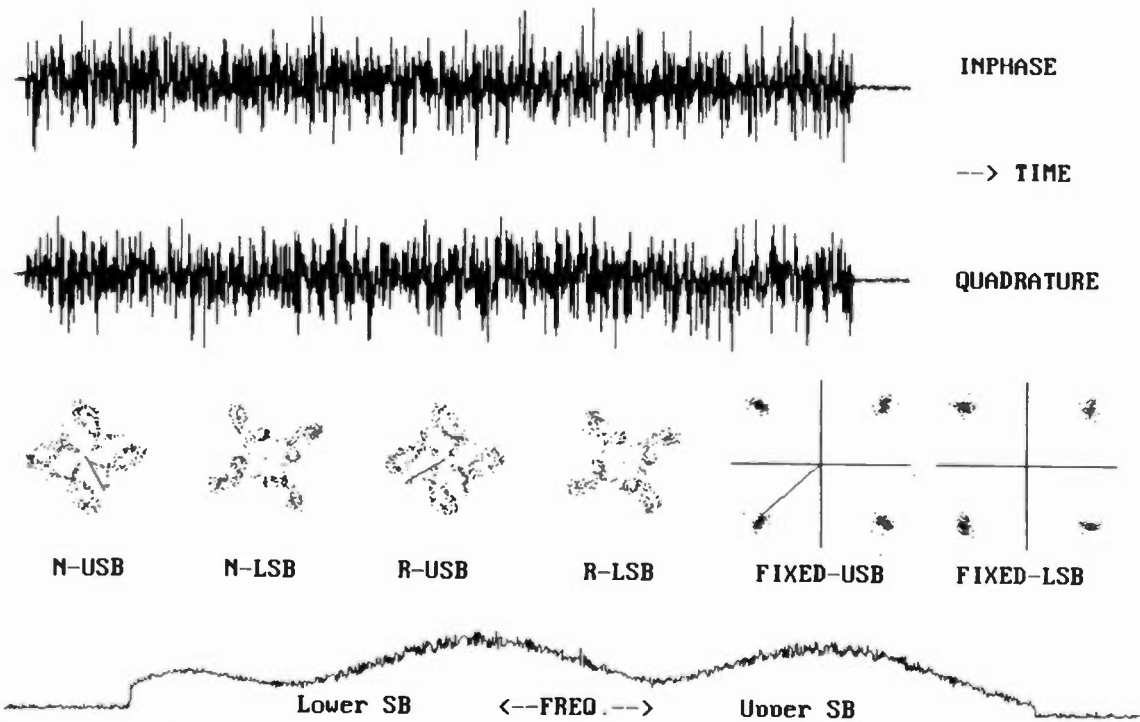 INPHASE
--> TIME
QUADRATURE
N-USB N-LSB R-USB R-LSB FIXED-USB FIXED-LSB
Lower SB <--FREQ.--> Upper SB